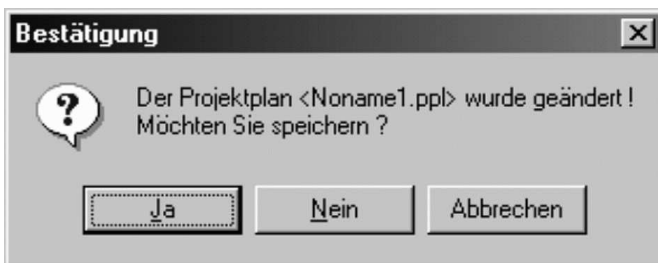 Bestätigung
Der Projektplan <Noname1.ppl> wurde geändert !
Möchten Sie speichern ?
Ja
Nein
Abbrechen